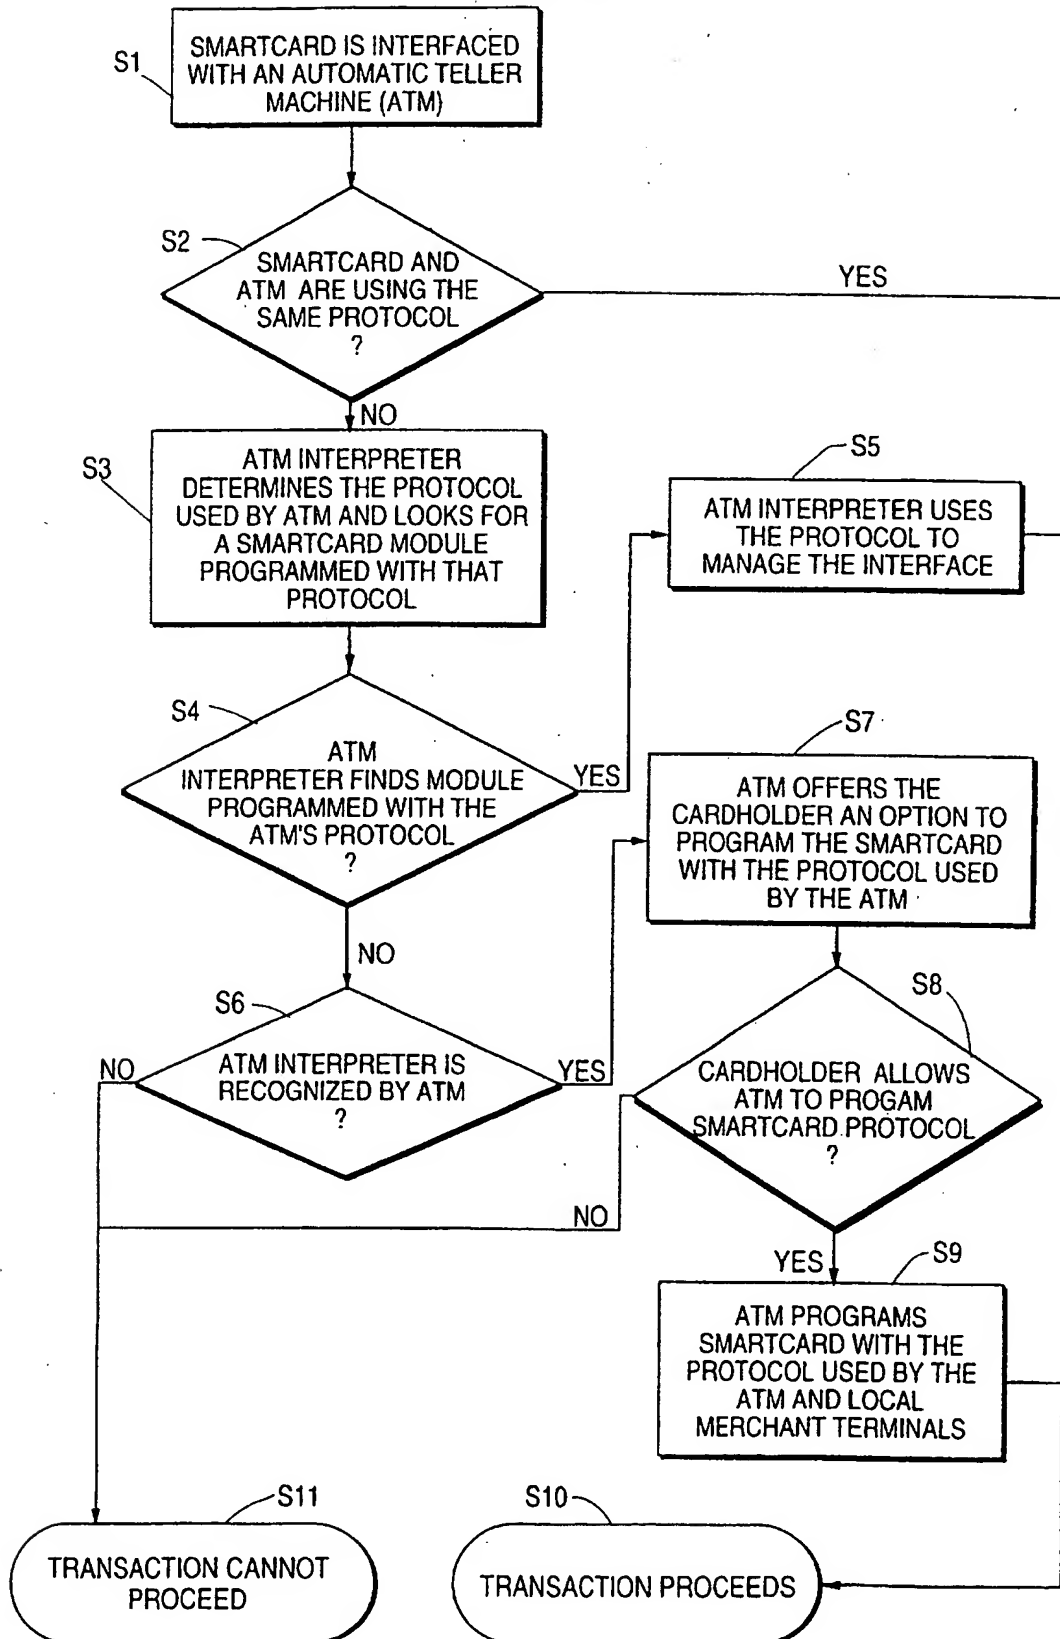 S1
SMARTCARD IS INTERFACED
WITH AN AUTOMATIC TELLER
MACHINE (ATM)
S2
SMARTCARD AND
ATM ARE USING THE
SAME PROTOCOL
?
YES
NO
S3
ATM INTERPRETER
DETERMINES THE PROTOCOL
USED BY ATM AND LOOKS FOR
A SMARTCARD MODULE
PROGRAMMED WITH THAT
PROTOCOL
S5
ATM INTERPRETER USES
THE PROTOCOL TO
MANAGE THE INTERFACE
S4
ATM
INTERPRETER FINDS MODULE
PROGRAMMED WITH THE
ATM'S PROTOCOL
?
YES
NO
S7
ATM OFFERS THE
CARDHOLDER AN OPTION TO
PROGRAM THE SMARTCARD
WITH THE PROTOCOL USED
BY THE ATM
S6
ATM INTERPRETER IS
RECOGNIZED BY ATM
?
NO
YES
S8
CARDHOLDER ALLOWS
ATM TO PROGAM
SMARTCARD PROTOCOL
?
NO
YES
S9
ATM PROGRAMS
SMARTCARD WITH THE
PROTOCOL USED BY THE
ATM AND LOCAL
MERCHANT TERMINALS
S11
TRANSACTION CANNOT
PROCEED
S10
TRANSACTION PROCEEDS